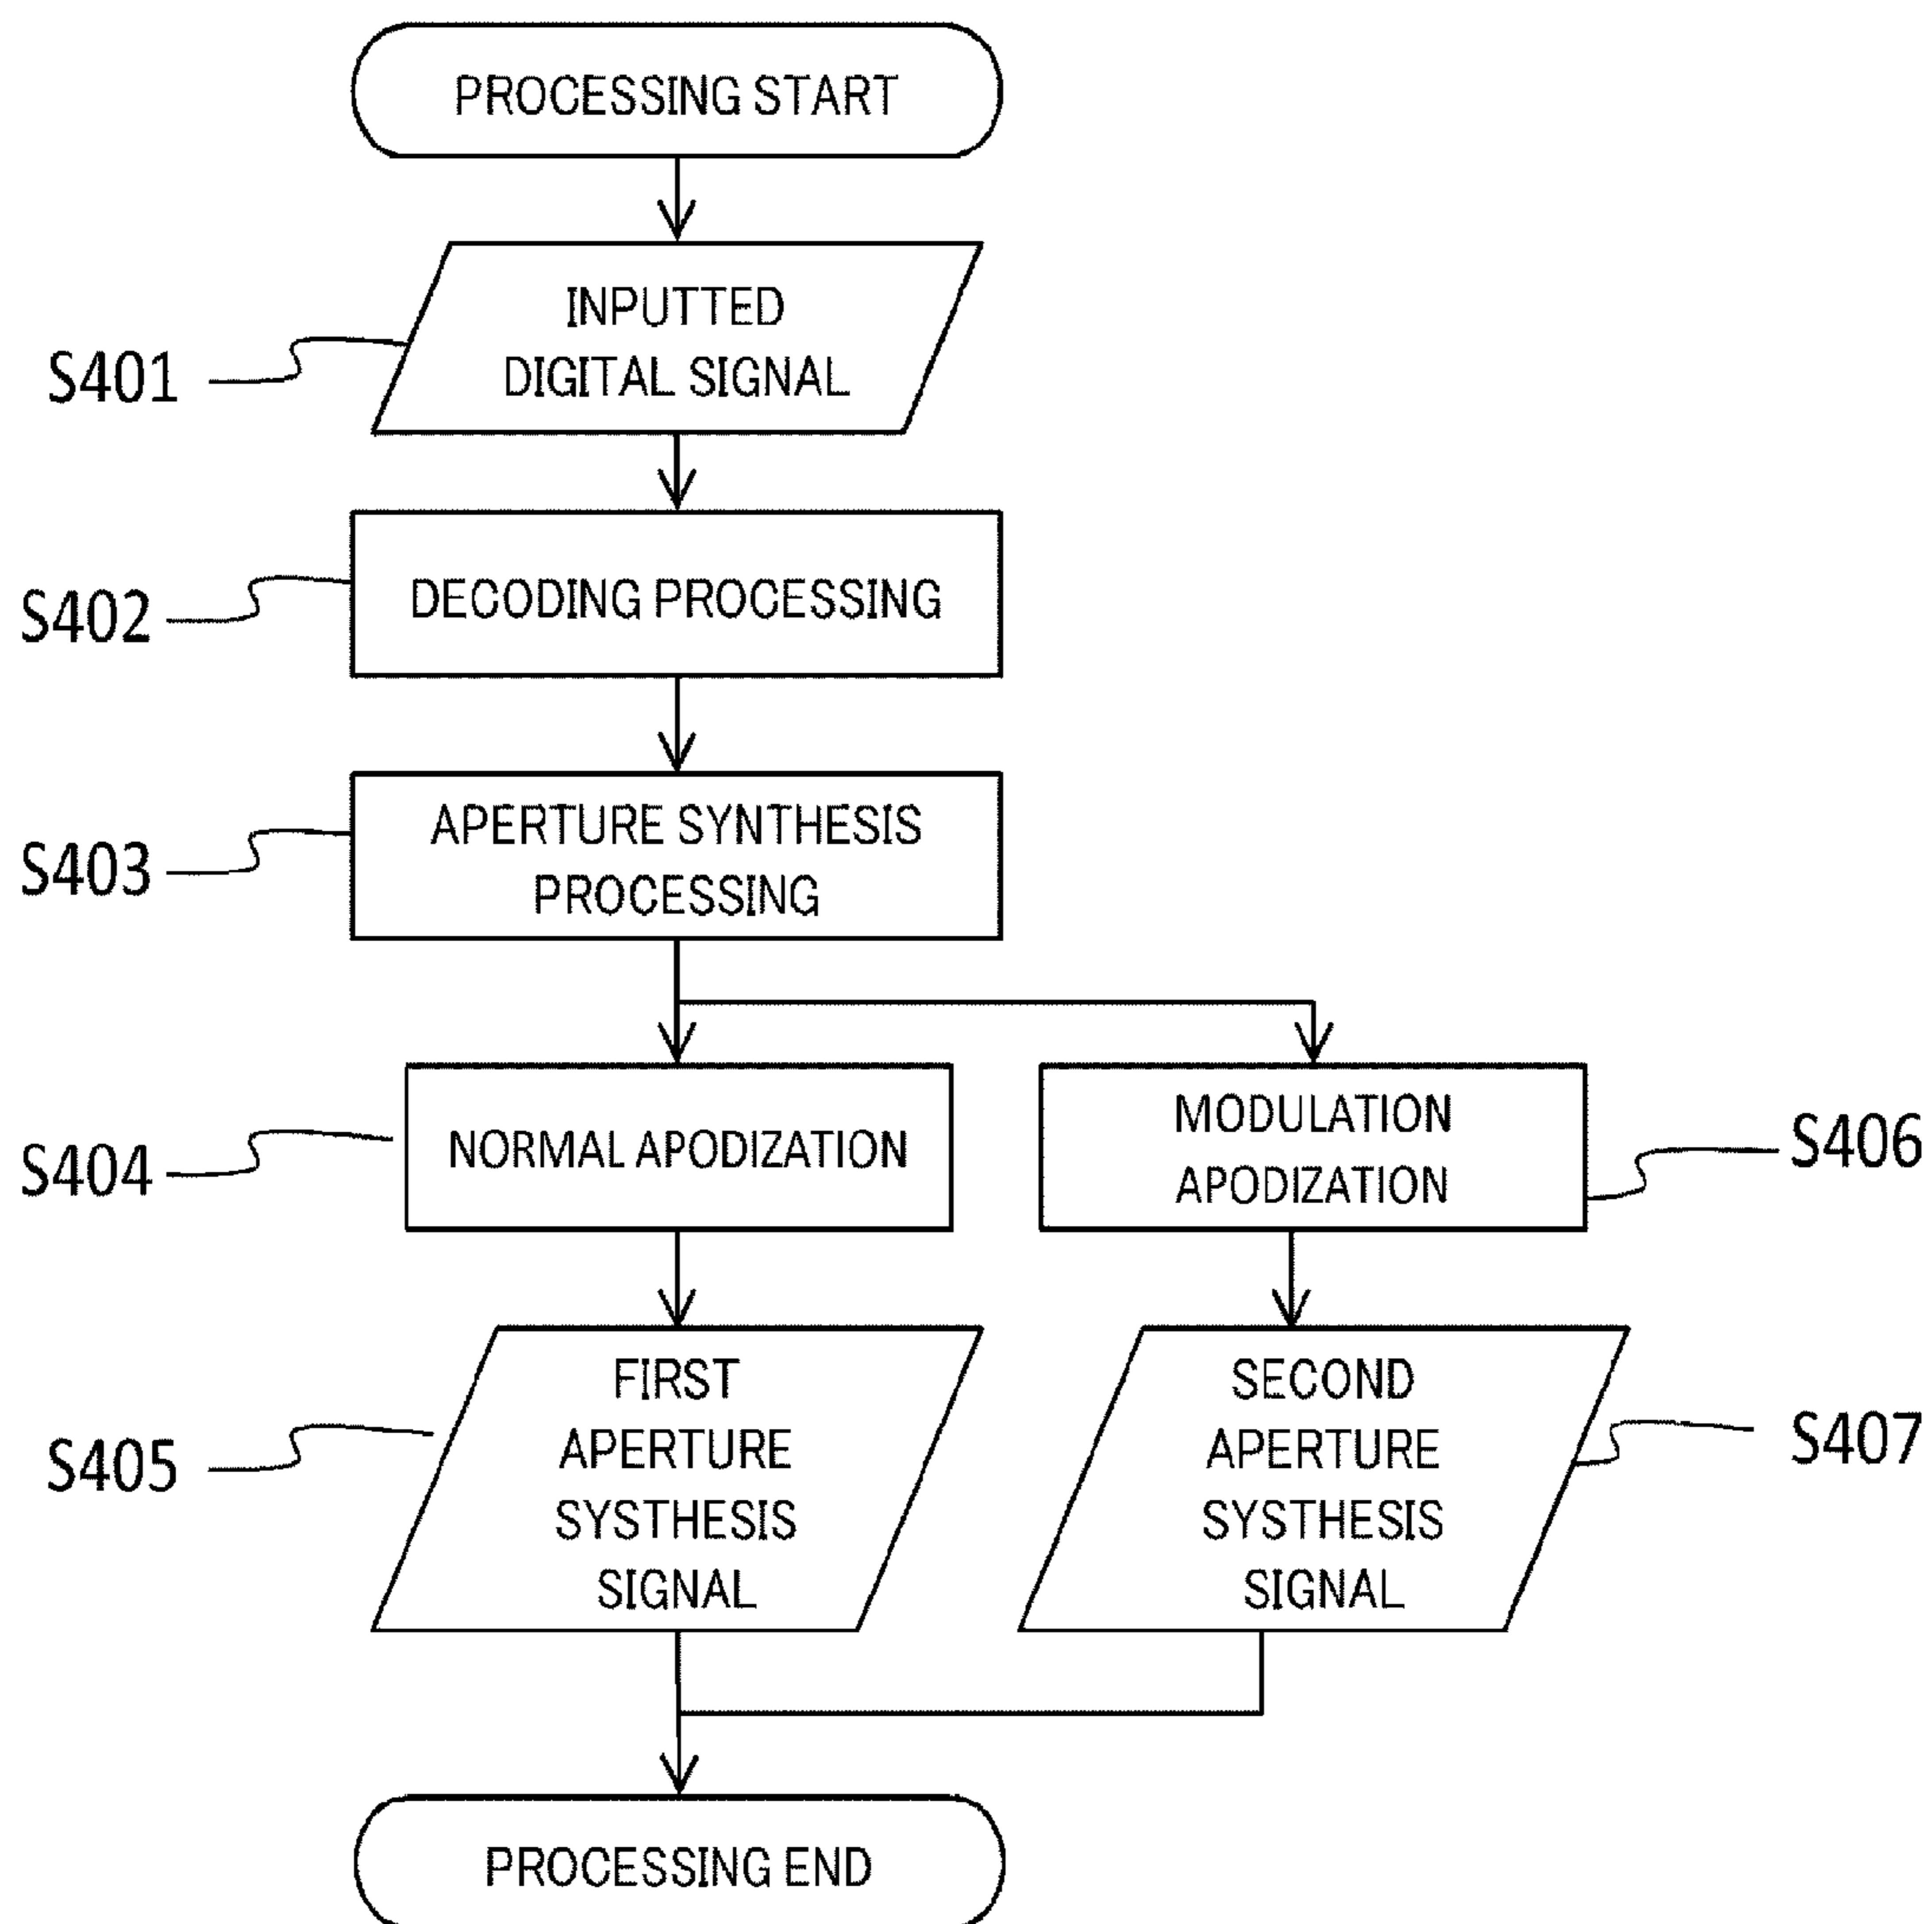 PROCESSING START
INPUTTED
DIGITAL SIGNAL
S401
DECODING PROCESSING
S402
APERTURE SYNTHESIS
PROCESSING
S403
NORMAL APODIZATION
S404
MODULATION
APODIZATION
S406
FIRST
APERTURE
SYSTHESIS
SIGNAL
S405
SECOND
APERTURE
SYSTHESIS
SIGNAL
S407
PROCESSING END